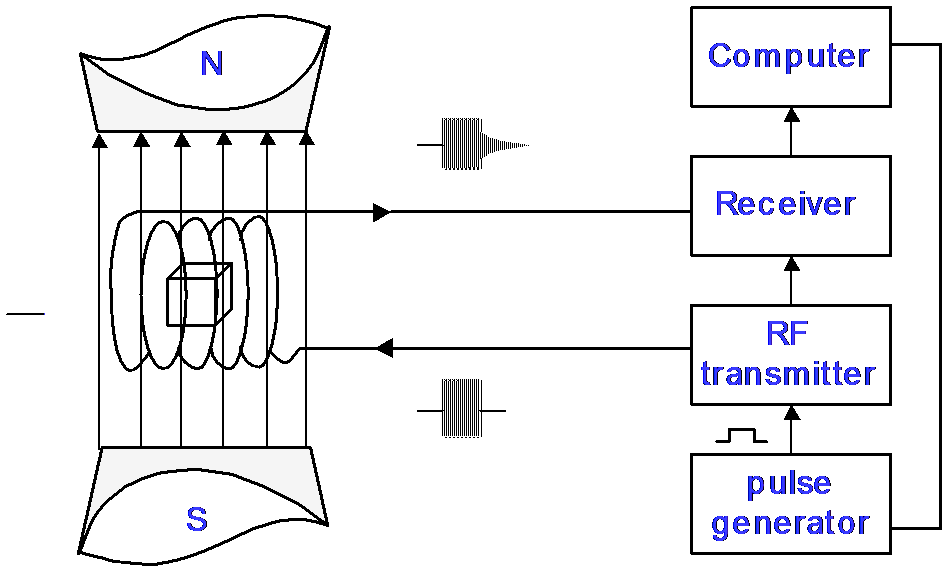 N
Computer
Receiver
RF
transmitter
pulse
generator
S